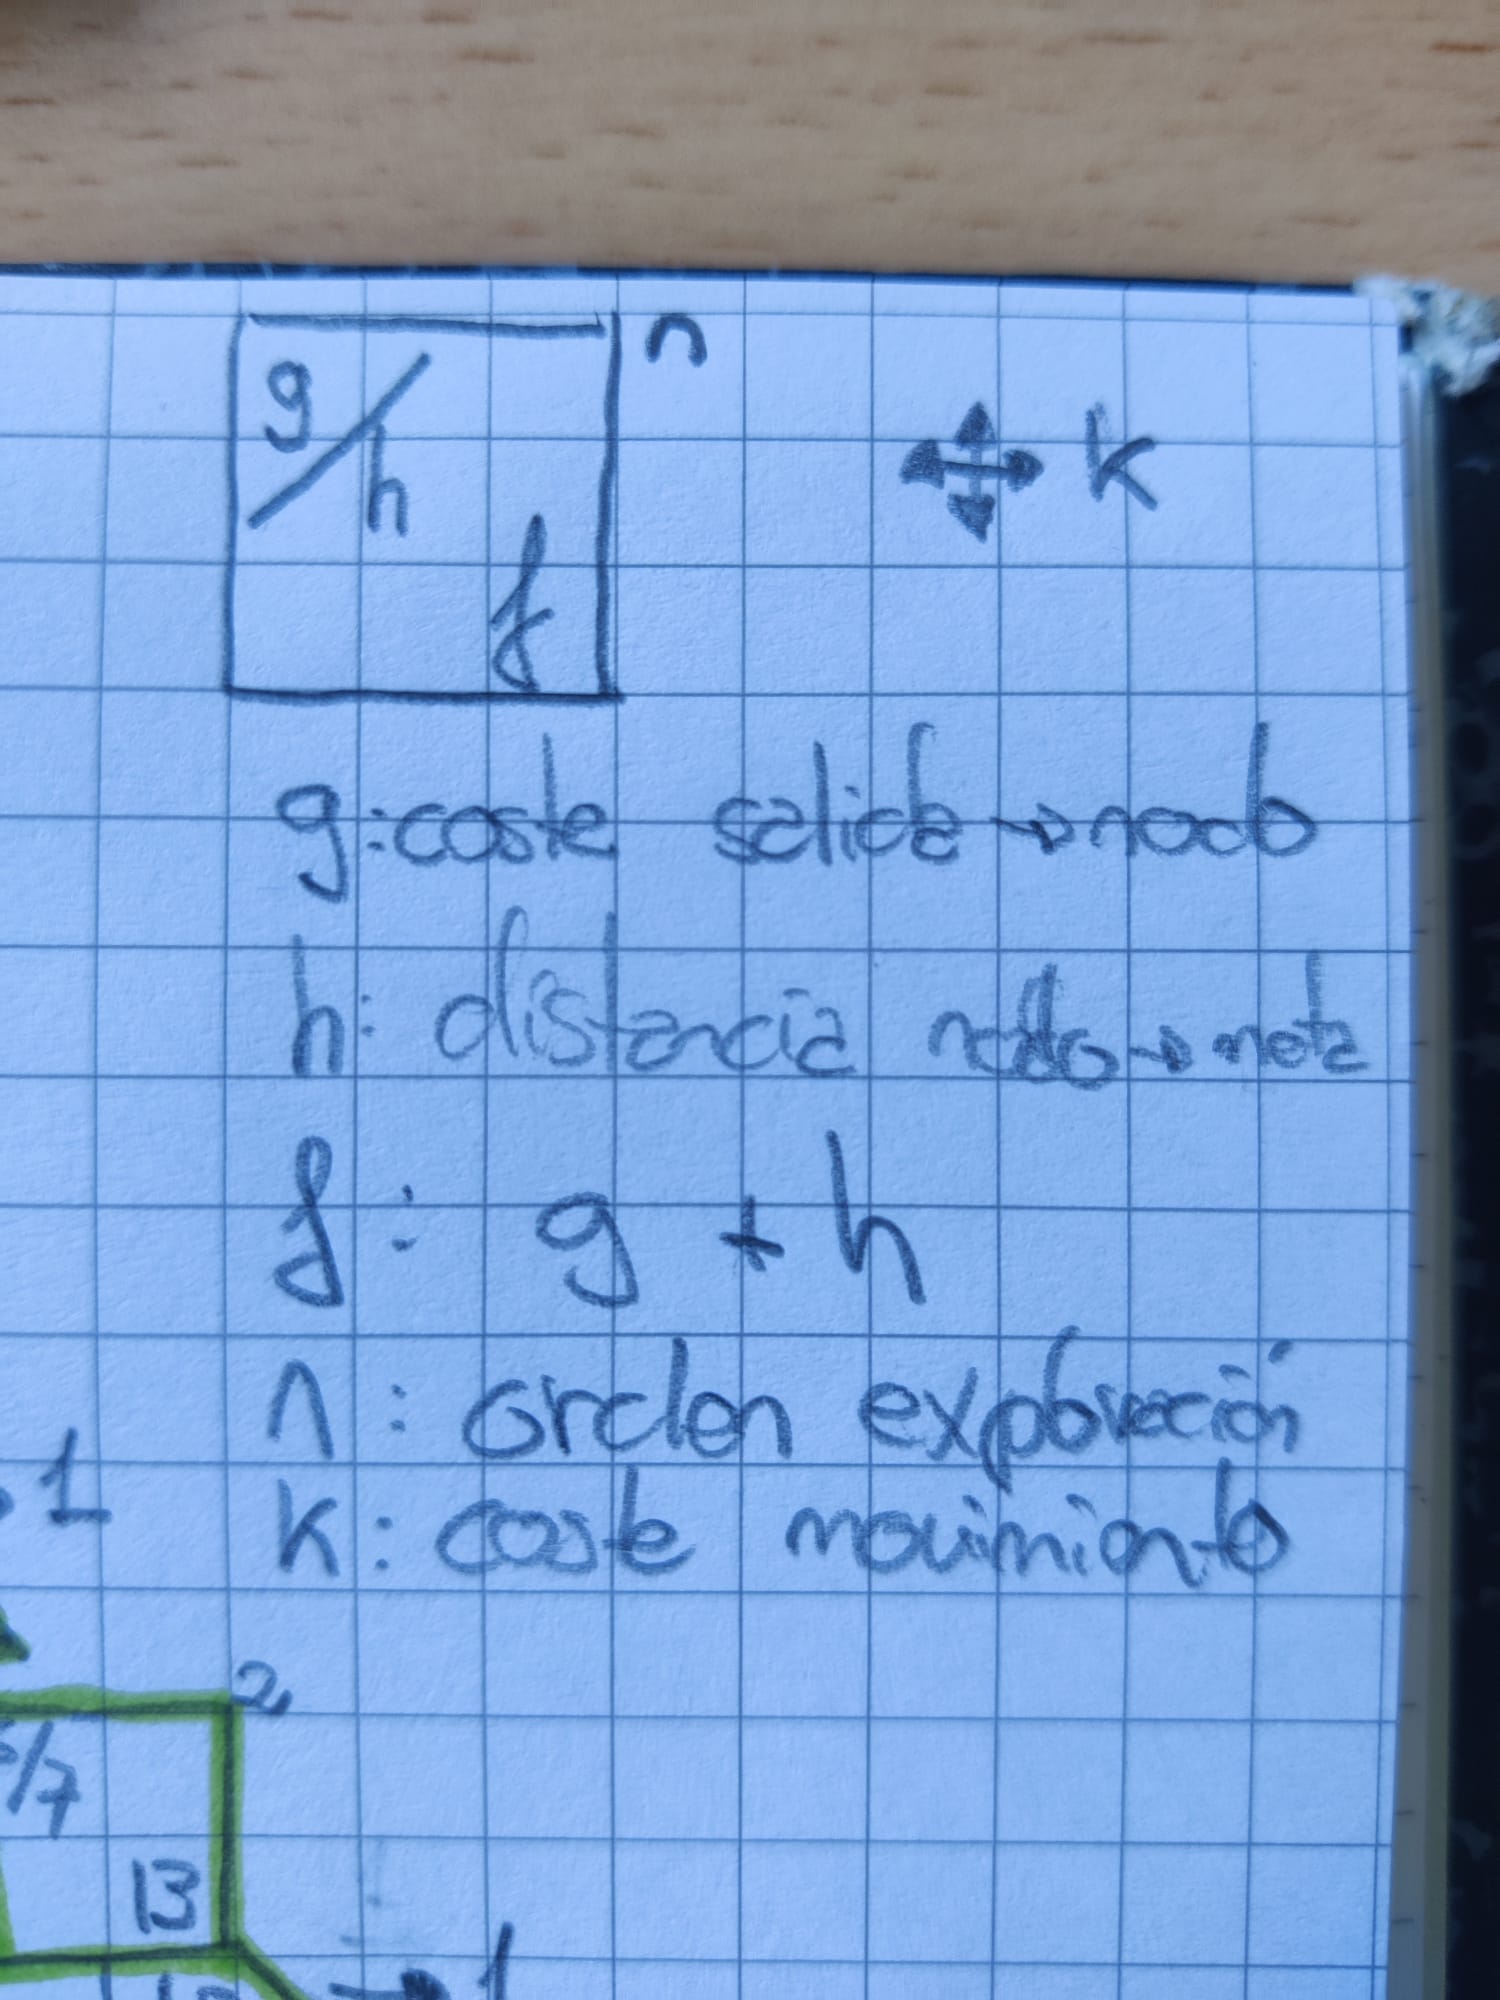 g/h n
k
f
g: coste salida → nodo
h: distancia nodo → meta
f: g + h
n: orden exploración
1
k: coste movimiento
2
/7
13
→ 1